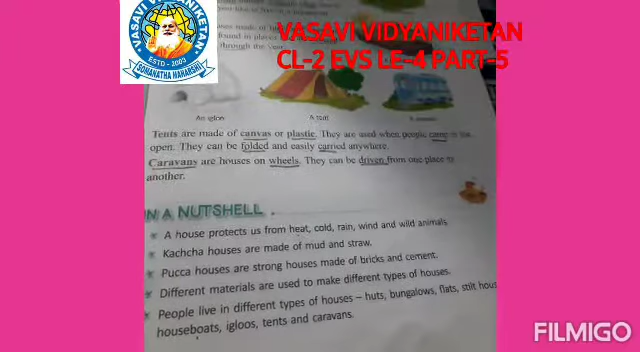 VASAVI VIDYANIKETAN
ESTD - 2003
SOMANATHA MAHARSHI
VASAVI VIDYANIKETAN
CL-2 EVS LE-4 PART-5
through the year.
An igloo
A tent
Tents are made of canvas or plastic. They are used when people camp in the
open. They can be folded and easily carried anywhere.
Caravans are houses on wheels. They can be driven from one place to
another.
IN A NUTSHELL
A house protects us from heat, cold, rain, wind and wild animals.
Kachcha houses are made of mud and straw.
Pucca houses are strong houses made of bricks and cement.
Different materials are used to make different types of houses.
People live in different types of houses – huts, bungalows, flats, stilt hous
houseboats, igloos, tents and caravans.
FILMIGO